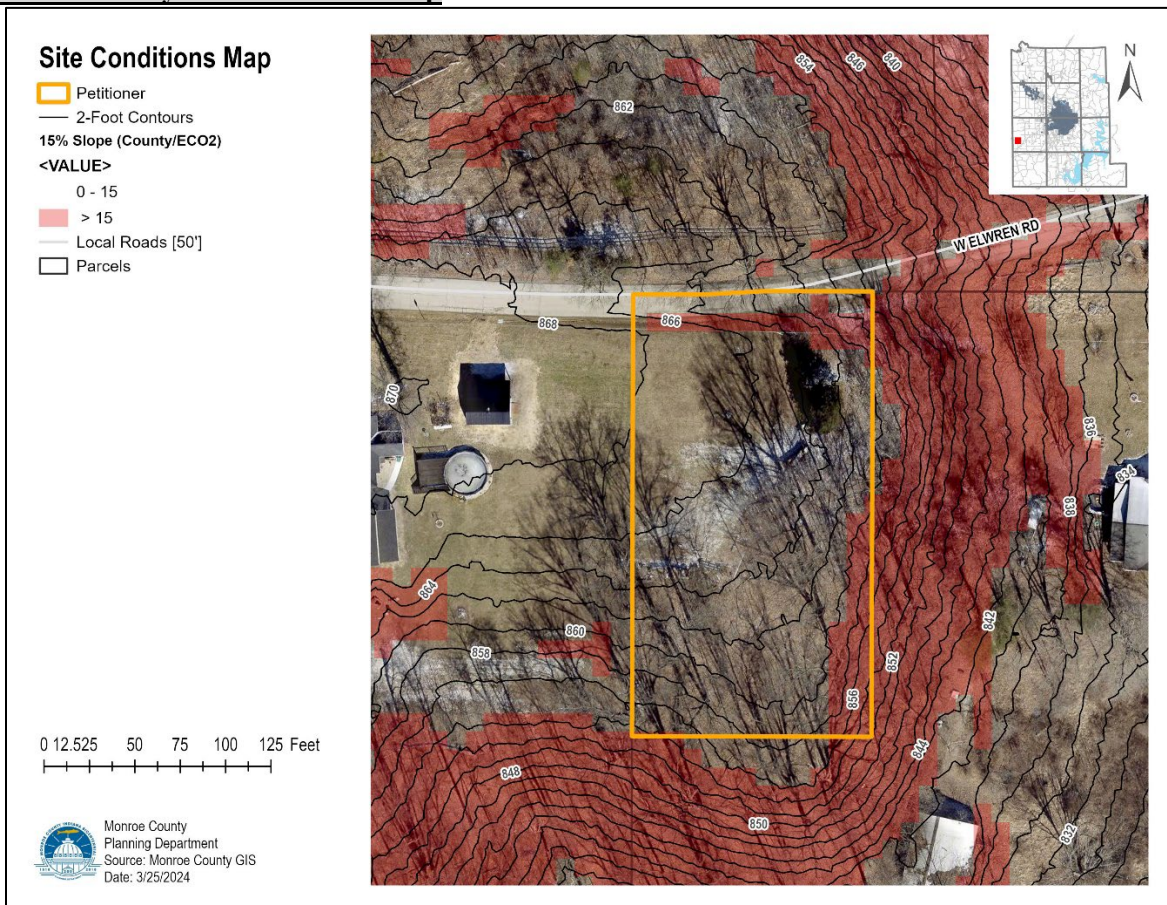 Site Conditions Map
Petitioner
2-Foot Contours
15% Slope (County/ECO2)
<VALUE>
0 - 15
> 15
Local Roads [50']
Parcels
0 12.525 50 75 100 125 Feet
Monroe County
Planning Department
Source: Monroe County GIS
Date: 3/25/2024
N
854
846
840
862
W ELWREN RD
868
866
870
836
834
838
864
860
858
842
852
856
844
848
850
832